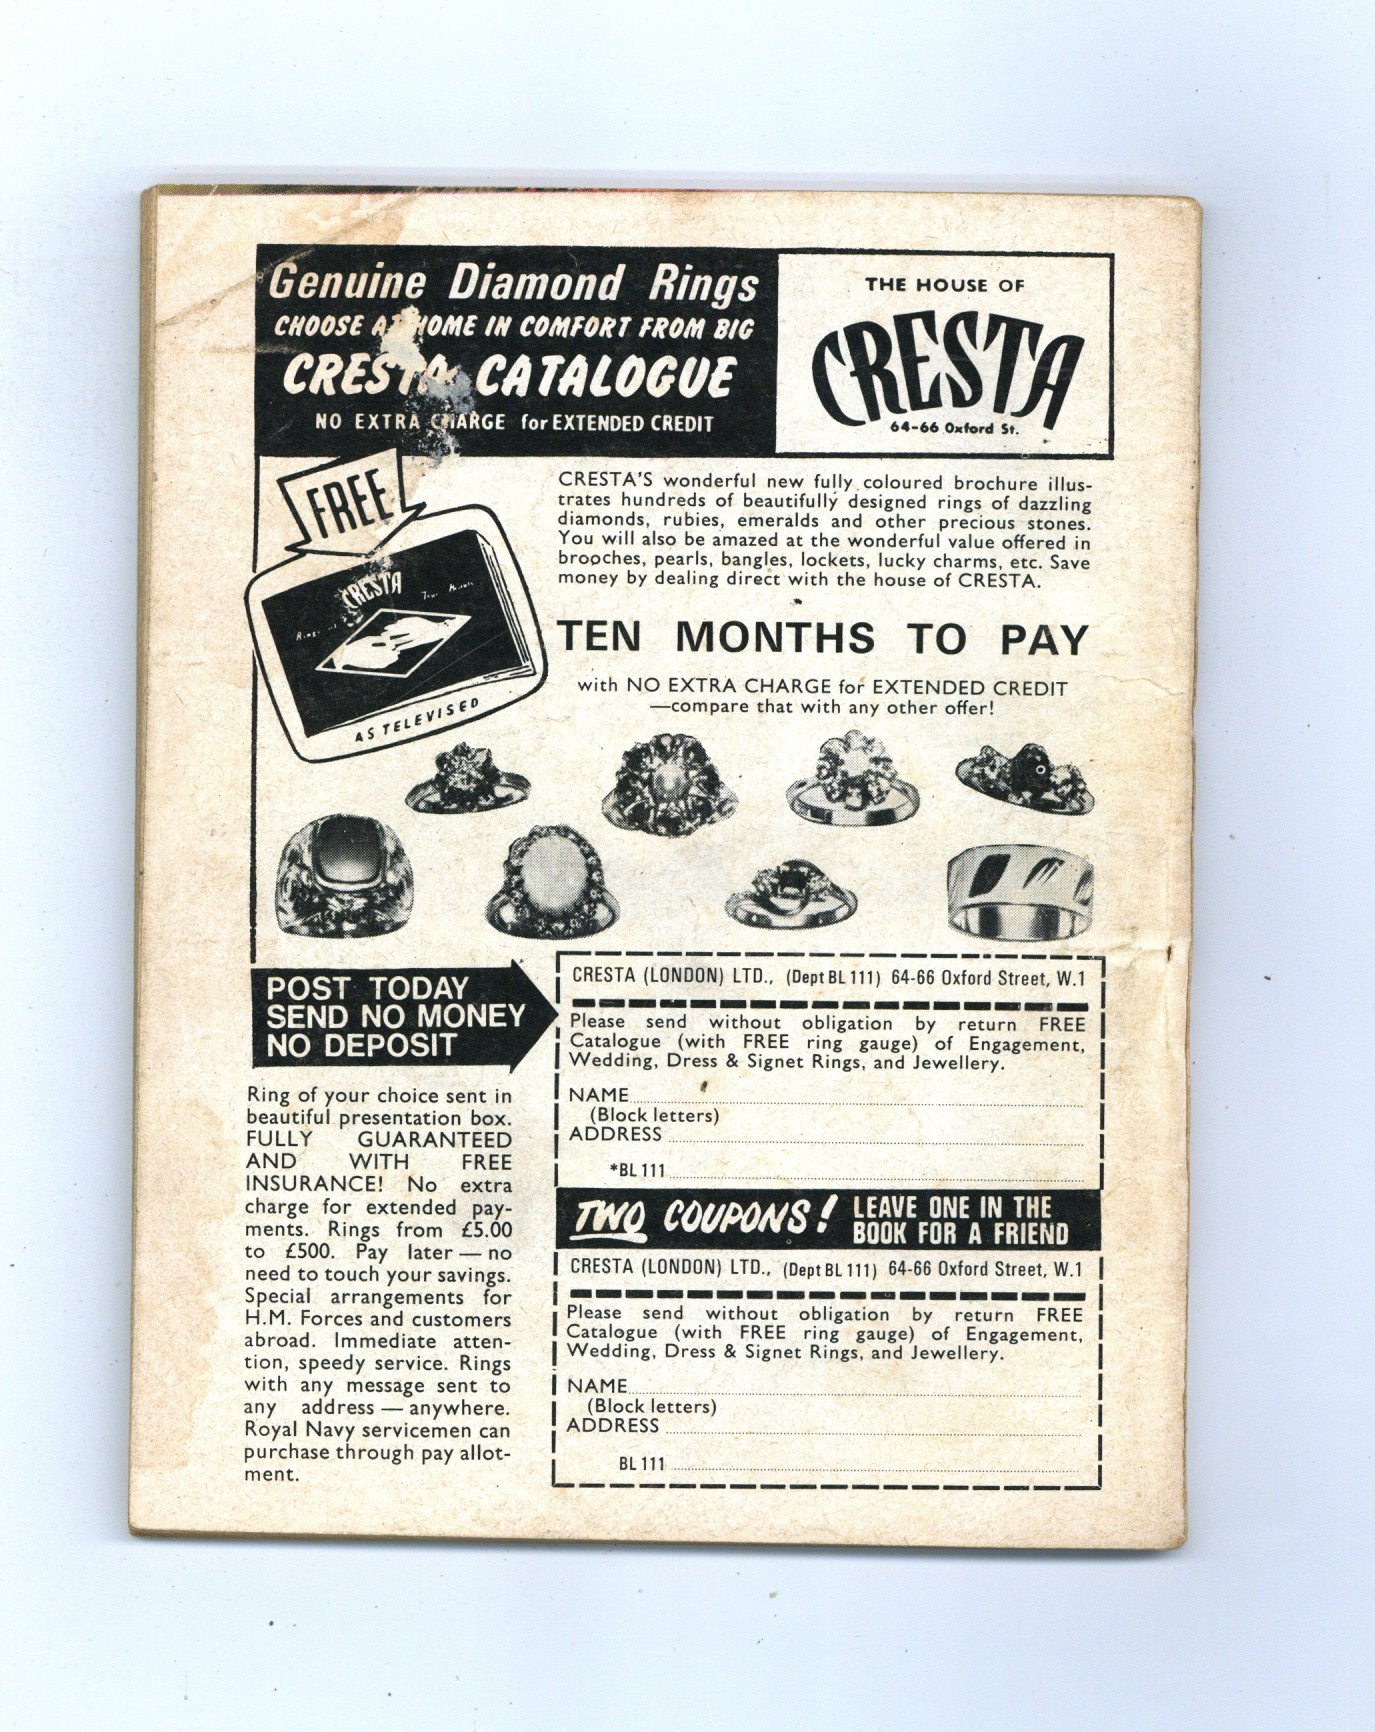 Genuine Diamond Rings
CHOOSE AT HOME IN COMFORT FROM BIG
CRESTA CATALOGUE
NO EXTRA CHARGE for EXTENDED CREDIT
THE HOUSE OF
CRESTA
64-66 Oxford St.
FREE
CRESTA
AS TELEVISED
CRESTA'S wonderful new fully coloured brochure illus-
trates hundreds of beautifully designed rings of dazzling
diamonds, rubies, emeralds and other precious stones.
You will also be amazed at the wonderful value offered in
brooches, pearls, bangles, lockets, lucky charms, etc. Save
money by dealing direct with the house of CRESTA.
TEN MONTHS TO PAY
with NO EXTRA CHARGE for EXTENDED CREDIT
—compare that with any other offer!
POST TODAY
SEND NO MONEY
NO DEPOSIT
Ring of your choice sent in
beautiful presentation box.
FULLY GUARANTEED
AND WITH FREE
INSURANCE! No extra
charge for extended pay-
ments. Rings from £5.00
to £500. Pay later — no
need to touch your savings.
Special arrangements for
H.M. Forces and customers
abroad. Immediate atten-
tion, speedy service. Rings
with any message sent to
any address — anywhere.
Royal Navy servicemen can
purchase through pay allot-
ment.
CRESTA (LONDON) LTD., (Dept BL 111) 64-66 Oxford Street, W.1
Please send without obligation by return FREE
Catalogue (with FREE ring gauge) of Engagement,
Wedding, Dress & Signet Rings, and Jewellery.
NAME
(Block letters)
ADDRESS
*BL 111
TWO COUPONS! LEAVE ONE IN THE
BOOK FOR A FRIEND
CRESTA (LONDON) LTD., (Dept BL 111) 64-66 Oxford Street, W.1
Please send without obligation by return FREE
Catalogue (with FREE ring gauge) of Engagement,
Wedding, Dress & Signet Rings, and Jewellery.
NAME
(Block letters)
ADDRESS
BL 111